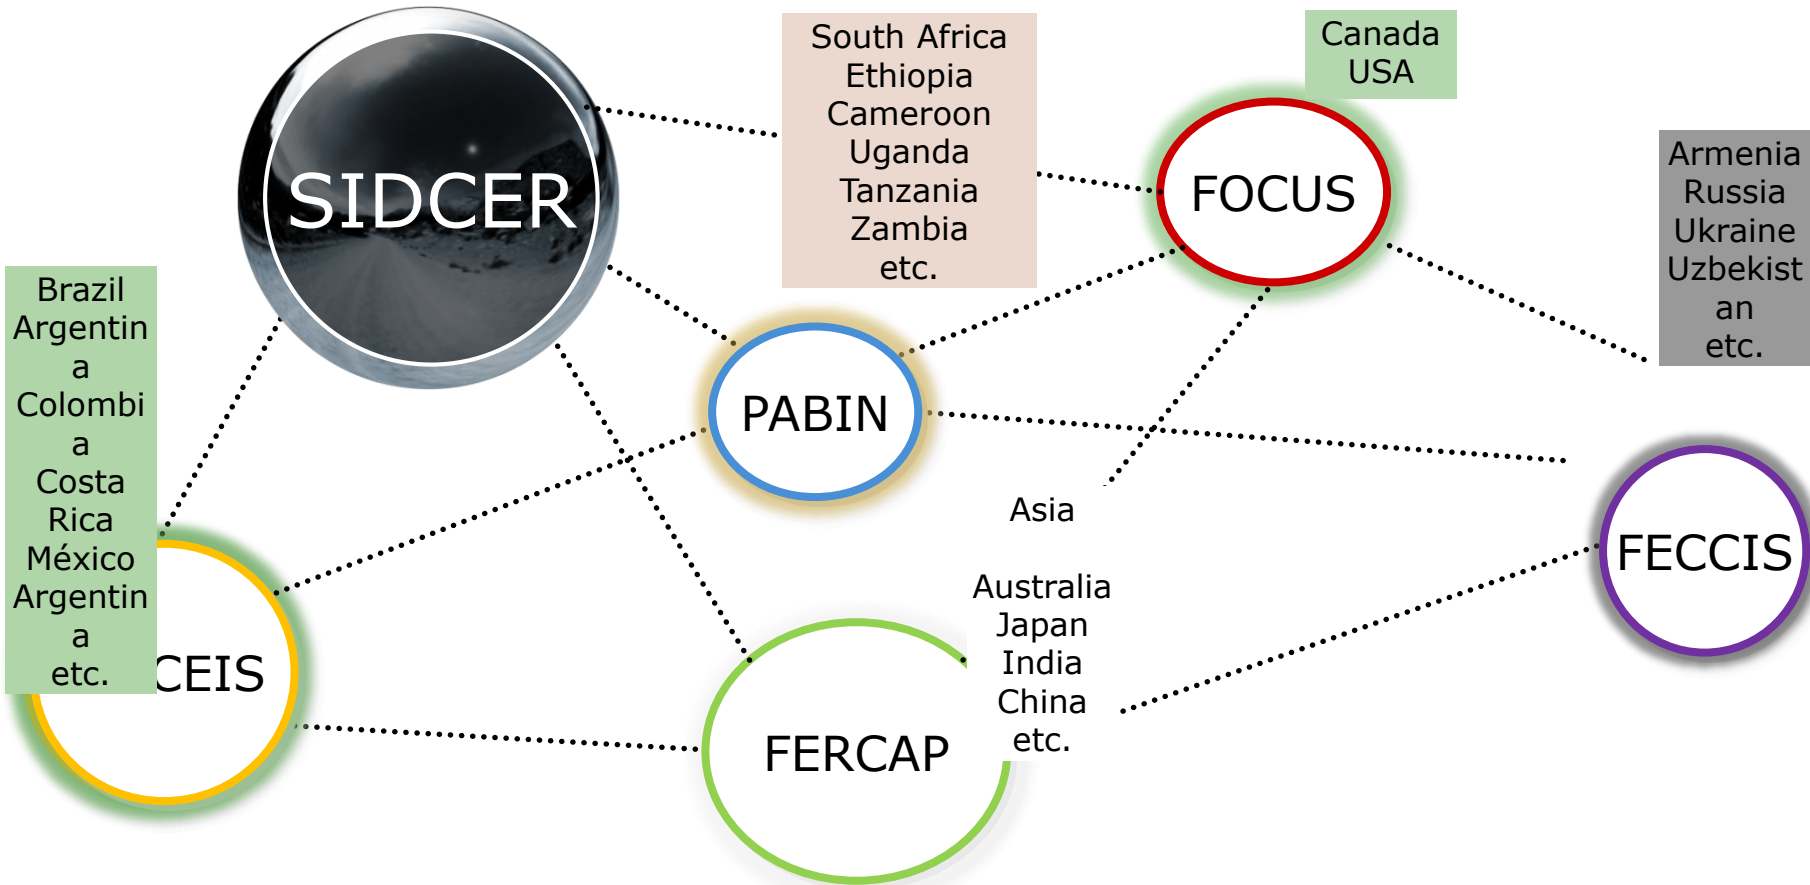 SIDCER
South Africa
Ethiopia
Cameroon
Uganda
Tanzania
Zambia
etc.
Canada
USA
FOCUS
Armenia
Russia
Ukraine
Uzbekist
an
etc.
Brazil
Argentin
a
Colombi
a
Costa
Rica
México
Argentin
a
etc.
PABIN
Asia
Australia
Japan
India
China
etc.
FECCIS
CEIS
FERCAP